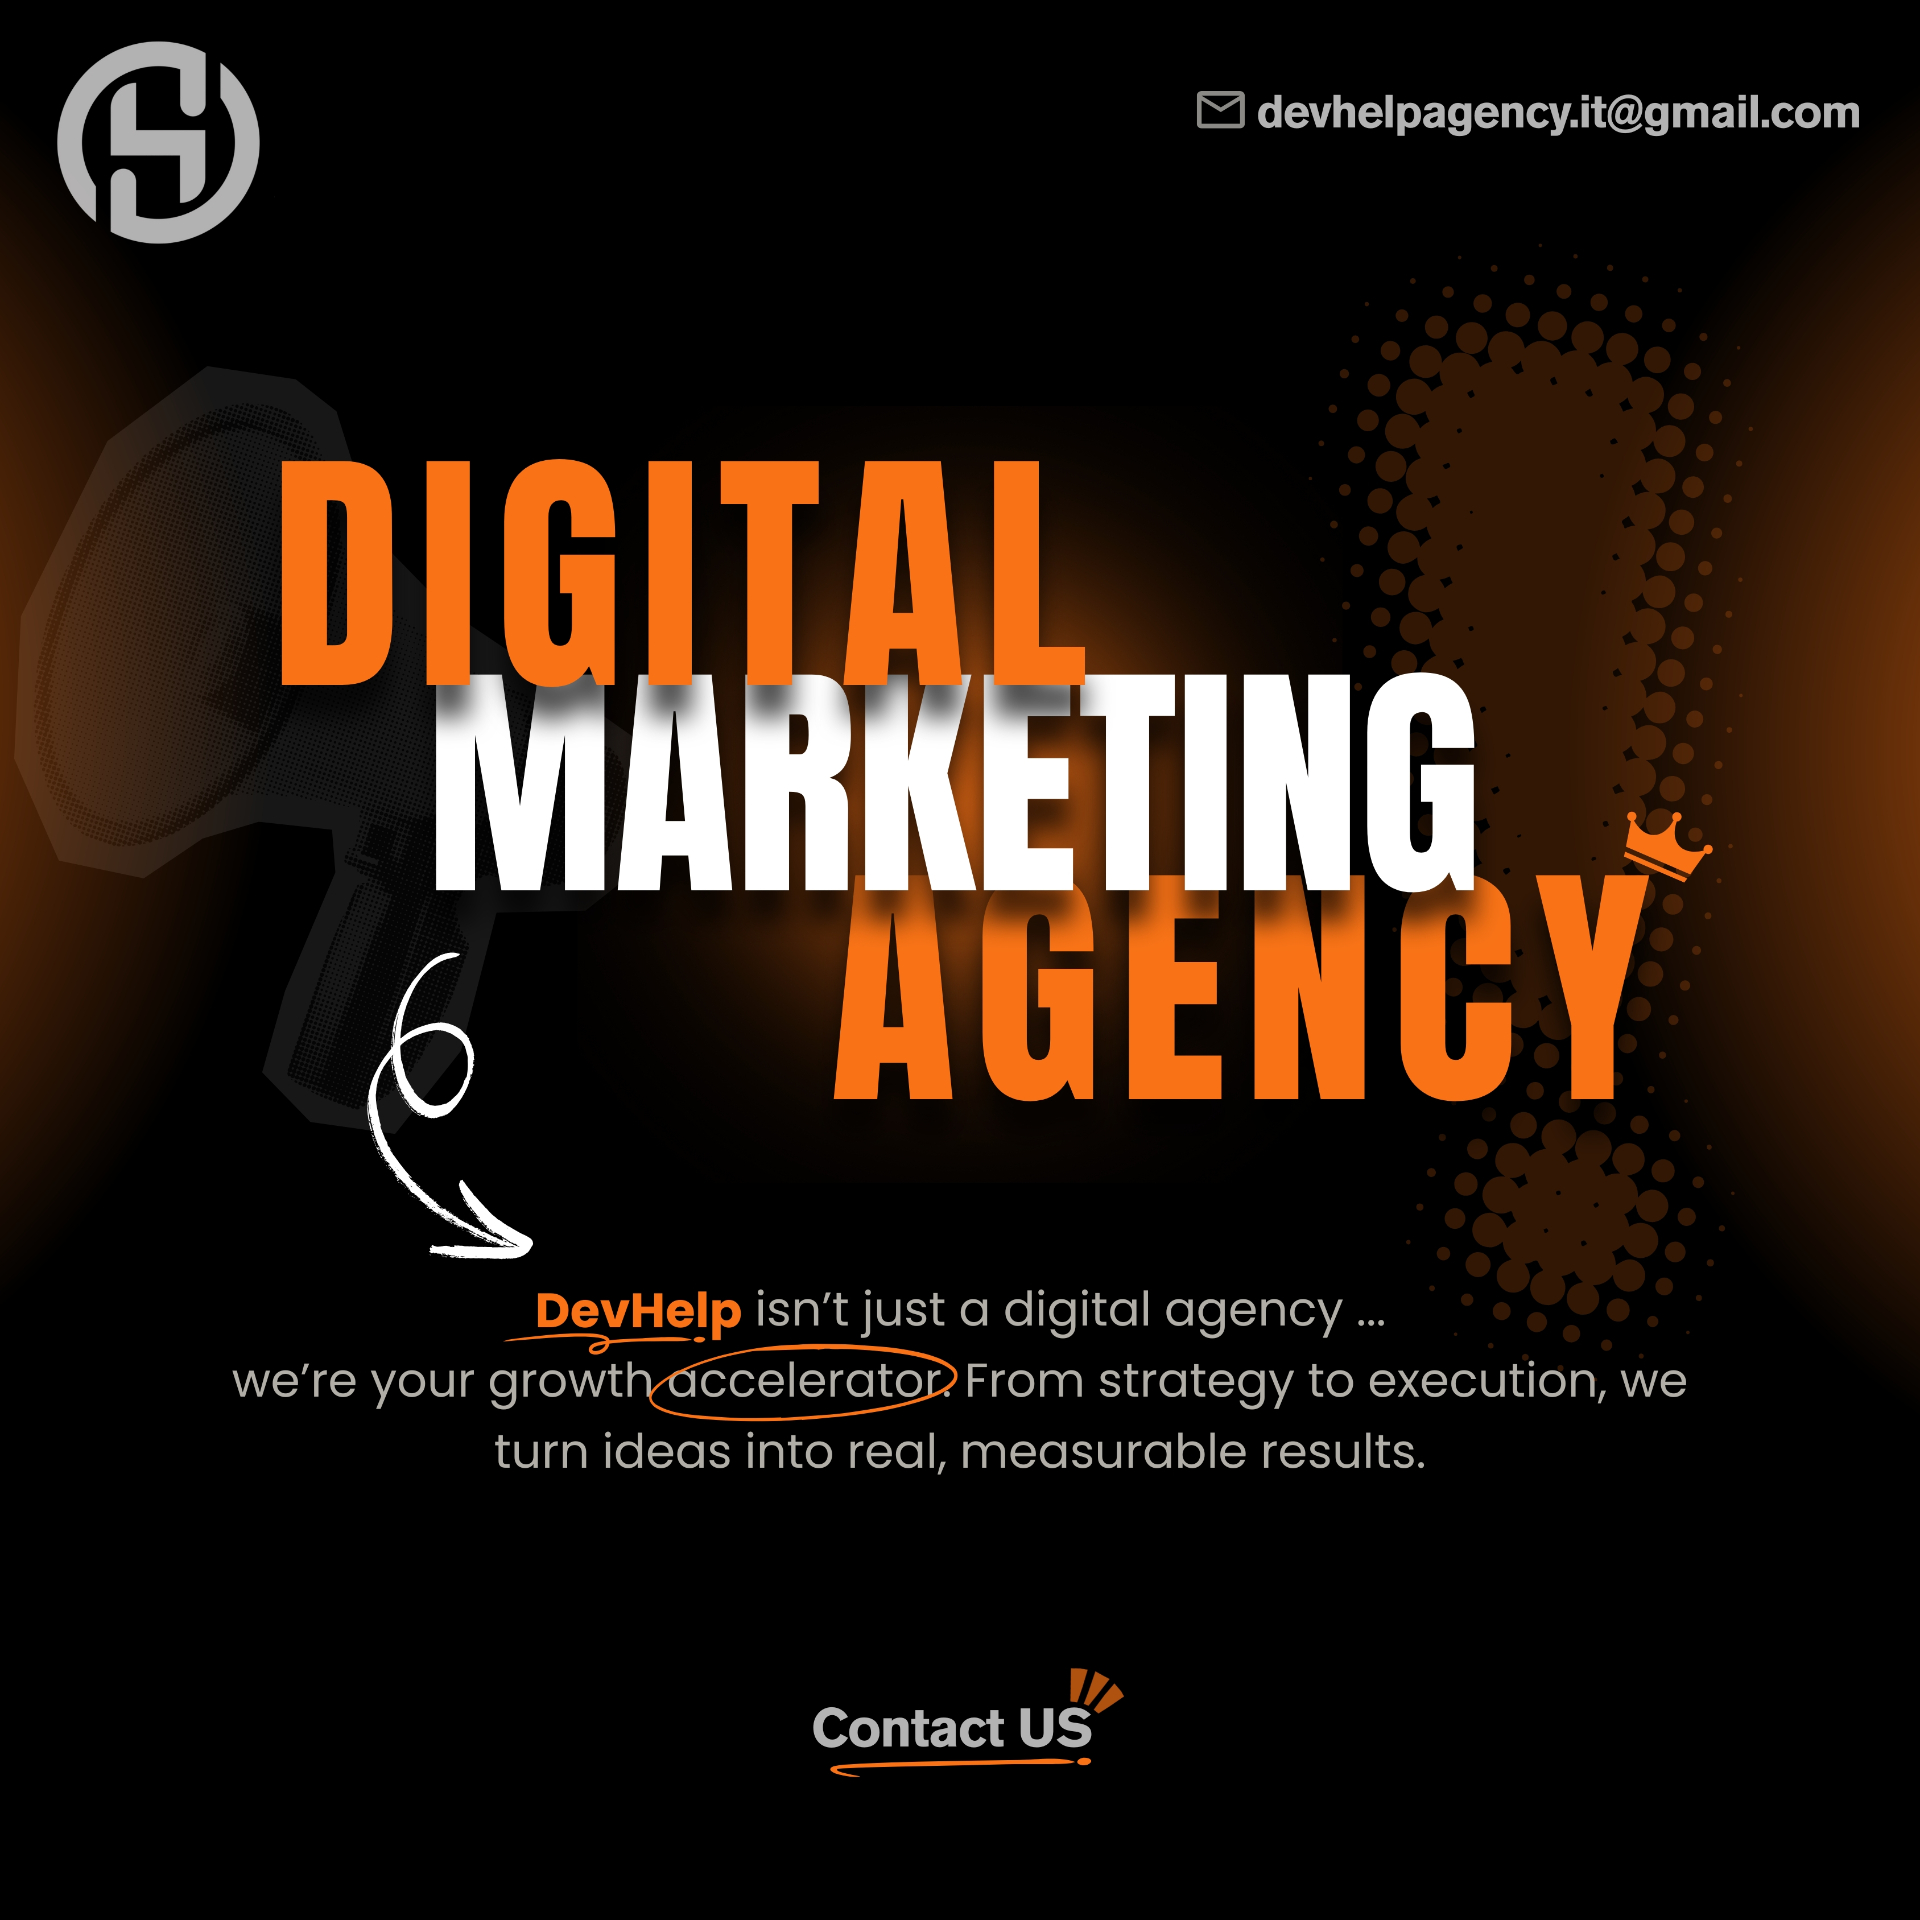 devhelpagency.it@gmail.com
DIGITAL
MARKETING
AGENCY
DevHelp isn’t just a digital agency ...
we’re your growth accelerator. From strategy to execution, we
turn ideas into real, measurable results.
Contact US